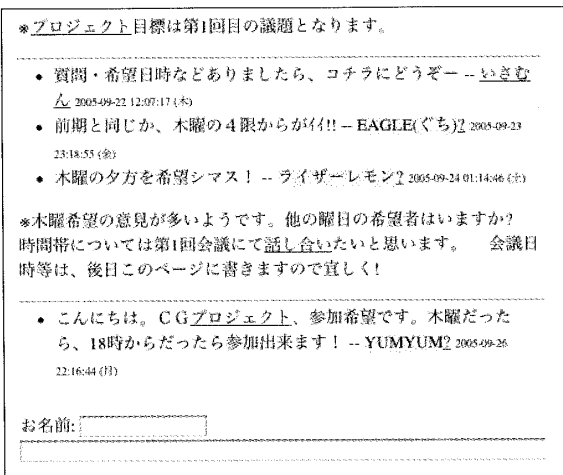 ※プロジェクト目標は第1回目の議題となります。
• 質問・希望日時などありましたら、コチラにどうぞー -- いさむ
ん 2005-09-22 12:07:17 (木)
• 前期と同じか、木曜の４限からがｲｲ!! -- EAGLE(ぐち)? 2005-09-23
23:18:55 (金)
• 木曜の夕方を希望シマス！ -- ライザーレモン? 2005-09-24 01:14:46 (土)
※木曜希望の意見が多いようです。他の曜日の希望者はいますか?
時間帯については第1回会議にて話し合いたいと思います。　会議日
時等は、後日このページに書きますので宜しく!
• こんにちは。ＣＧプロジェクト、参加希望です。木曜だった
ら、18時からだったら参加出来ます！ -- YUMYUM? 2005-09-26
22:16:44 (月)
お名前: